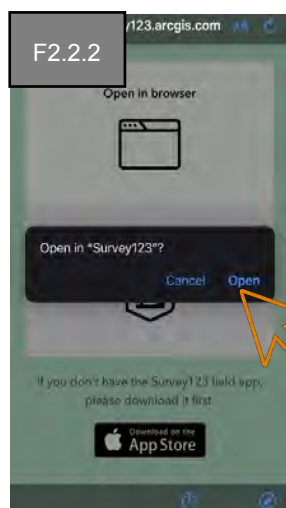 F2.2.2
y123.arcgis.com AA
Open in browser
Open in "Survey123"?
Cancel Open
If you don't have the Survey123 field app,
please download it first.
Download on the
App Store